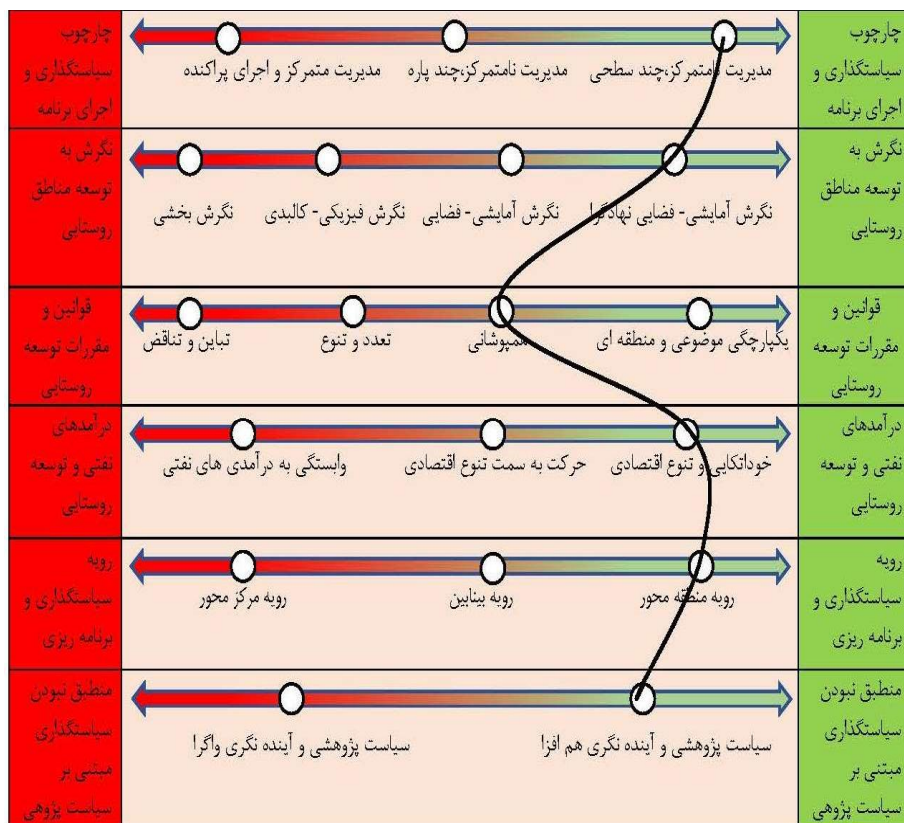 چارچوب
سیاستگذاری و
اجرای برنامه
مدیریت نامتمرکز،چند سطحی
مدیریت نامتمرکز،چند پاره
مدیریت متمرکز و اجرای پراکنده
چارچوب
سیاستگذاری و
اجرای برنامه
نگرش به
توسعه مناطق
روستایی
نگرش آمایشی- فضایی نهادگرا
نگرش آمایشی- فضایی
نگرش فیزیکی- کالبدی
نگرش بخشی
نگرش به
توسعه مناطق
روستایی
قوانین و
مقررات توسعه
روستایی
یکپارچگی موضوعی و منطقه ای
همپوشانی
تعدد و تنوع
تباین و تناقض
قوانین و
مقررات توسعه
روستایی
درآمدهای
نفتی و توسعه
روستایی
خوداتکایی و تنوع اقتصادی
حرکت به سمت تنوع اقتصادی
وابستگی به درآمدی های نفتی
درآمدهای
نفتی و توسعه
روستایی
رویه
سیاستگذاری و
برنامه ریزی
رویه منطقه محور
رویه بینابین
رویه مرکز محور
رویه
سیاستگذاری و
برنامه ریزی
منطبق نبودن
سیاستگذاری
مبتنی بر
سیاست پژوهی
سیاست پژوهشی و آینده نگری هم افزا
سیاست پژوهشی و آینده نگری واگرا
منطبق نبودن
سیاستگذاری
مبتنی بر
سیاست پژوهی